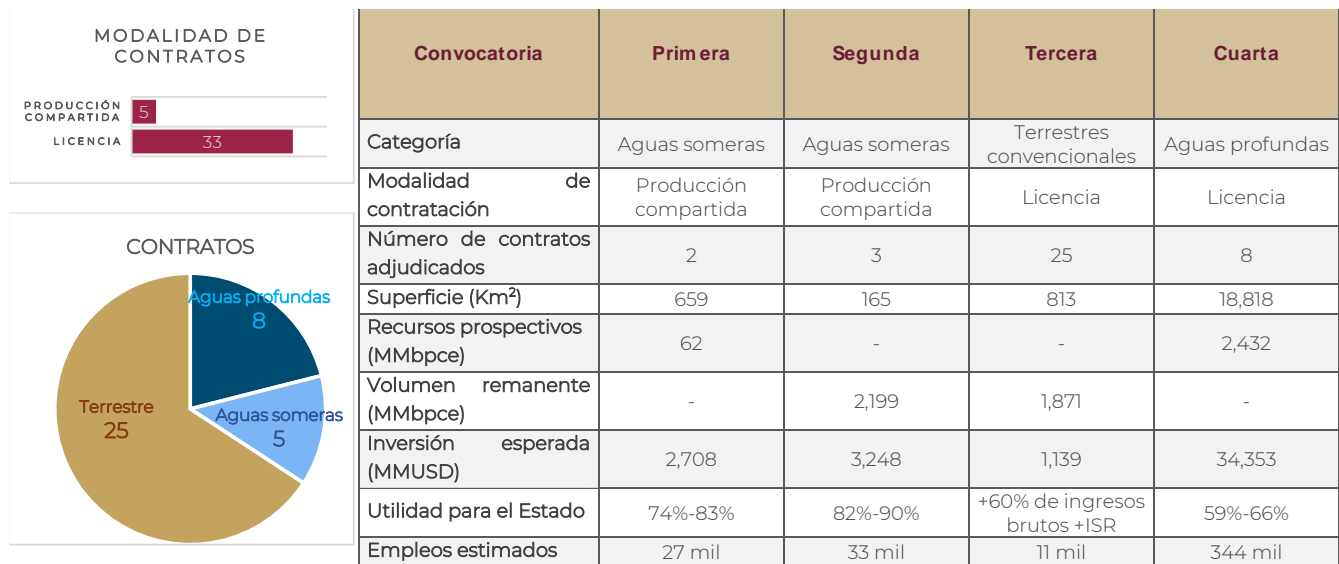 MODALIDAD DE
CONTRATOS
PRODUCCIÓN
COMPARTIDA
5
LICENCIA
33
CONTRATOS
Aguas profundas
8
Terrestre
25
Aguas someras
5
Convocatoria Primera Segunda Tercera Cuarta
Categoría Aguas someras Aguas someras Terrestres convencionales Aguas profundas
Modalidad de contratación Producción compartida Producción compartida Licencia Licencia
Número de contratos adjudicados 2 3 25 8
Superficie (Km²) 659 165 813 18,818
Recursos prospectivos (MMbpce) 62 - - 2,432
Volumen remanente (MMbpce) - 2,199 1,871 -
Inversión esperada (MMUSD) 2,708 3,248 1,139 34,353
Utilidad para el Estado 74%-83% 82%-90% +60% de ingresos brutos +ISR 59%-66%
Empleos estimados 27 mil 33 mil 11 mil 344 mil